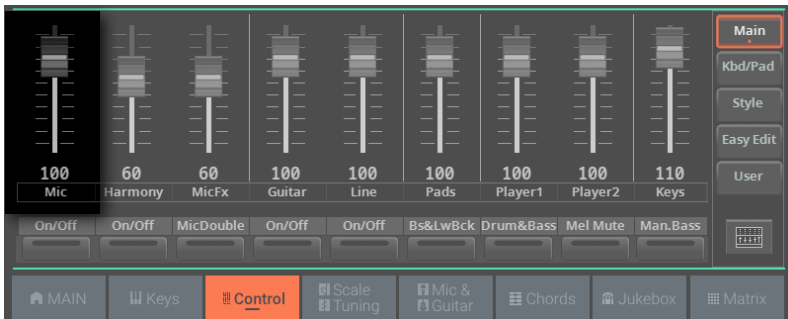 Main
Kbd/Pad
Style
Easy Edit
User
100 60 60 100 100 100 100 100 110
Mic Harmony MicFx Guitar Line Pads Player1 Player2 Keys
On/Off On/Off MicDouble On/Off On/Off Bs&LwBck Drum&Bass Mel Mute Man.Bass
MAIN Keys Control Scale & Tuning Mic & Guitar Chords Jukebox Matrix